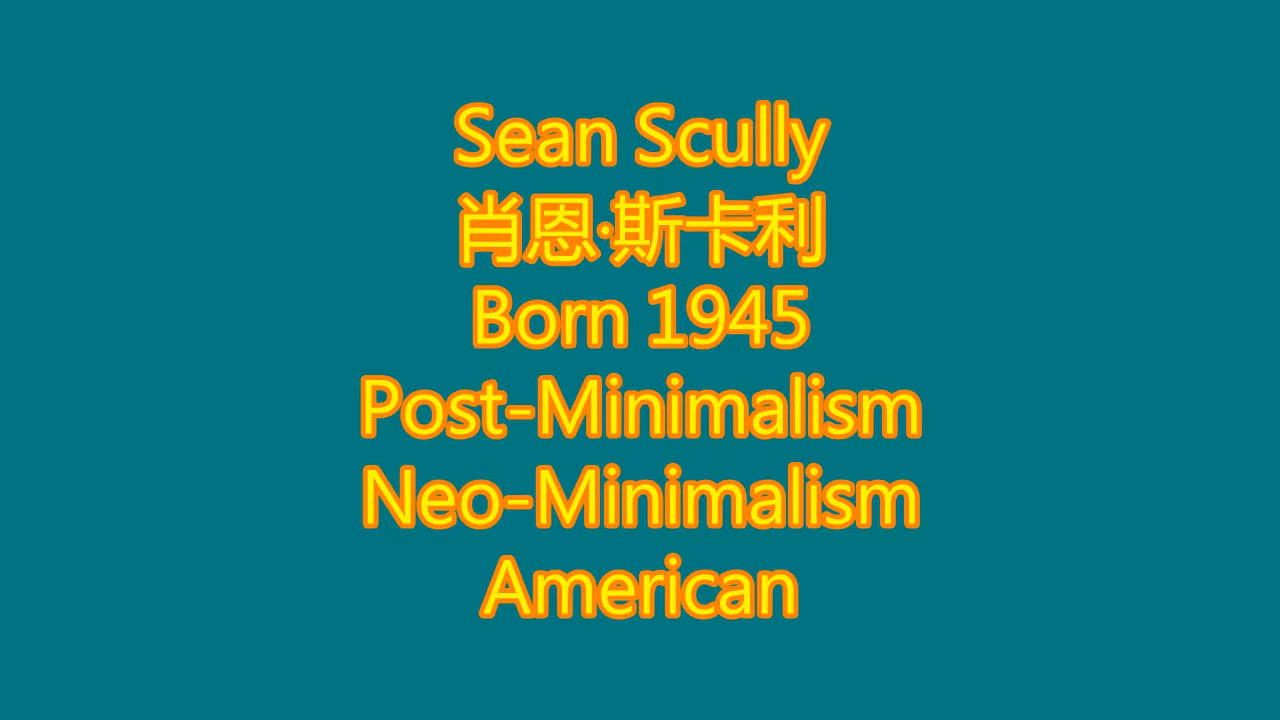 Sean Scully
肖恩·斯卡利
Born 1945
Post-Minimalism
Neo-Minimalism
American